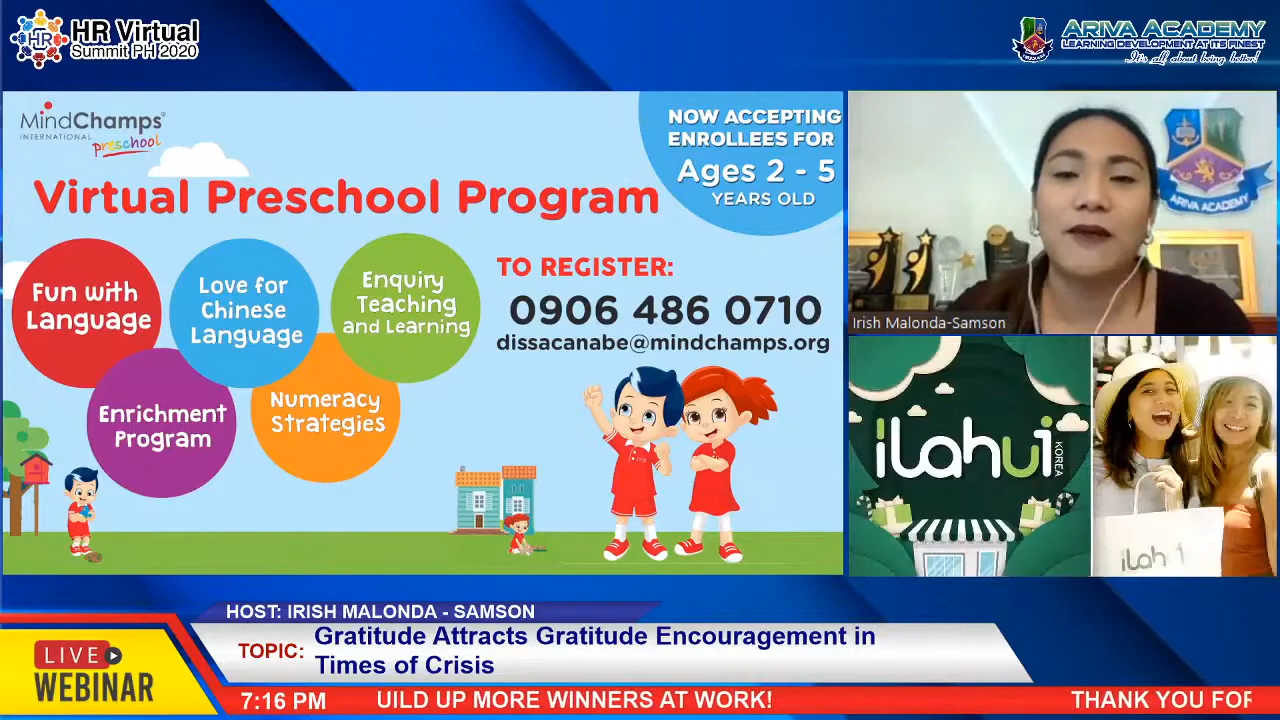 HR Virtual
Summit PH 2020
HR
ARIVA ACADEMY
LEARNING DEVELOPMENT AT ITS FINEST
It's all about being better!
MindChamps
INTERNATIONAL
preschool
NOW ACCEPTING
ENROLLEES FOR
Ages 2 - 5
YEARS OLD
Virtual Preschool Program
Fun with
Language
Love for
Chinese
Language
Enquiry
Teaching
and Learning
Enrichment
Program
Numeracy
Strategies
TO REGISTER:
0906 486 0710
dissacanabe@mindchamps.org
ARIVA ACADEMY
Irish Malonda-Samson
ilahui
KOREA
ilahui
HOST: IRISH MALONDA - SAMSON
TOPIC:
Gratitude Attracts Gratitude Encouragement in
Times of Crisis
LIVE
WEBINAR
7:16 PM
UILD UP MORE WINNERS AT WORK!
THANK YOU FOR